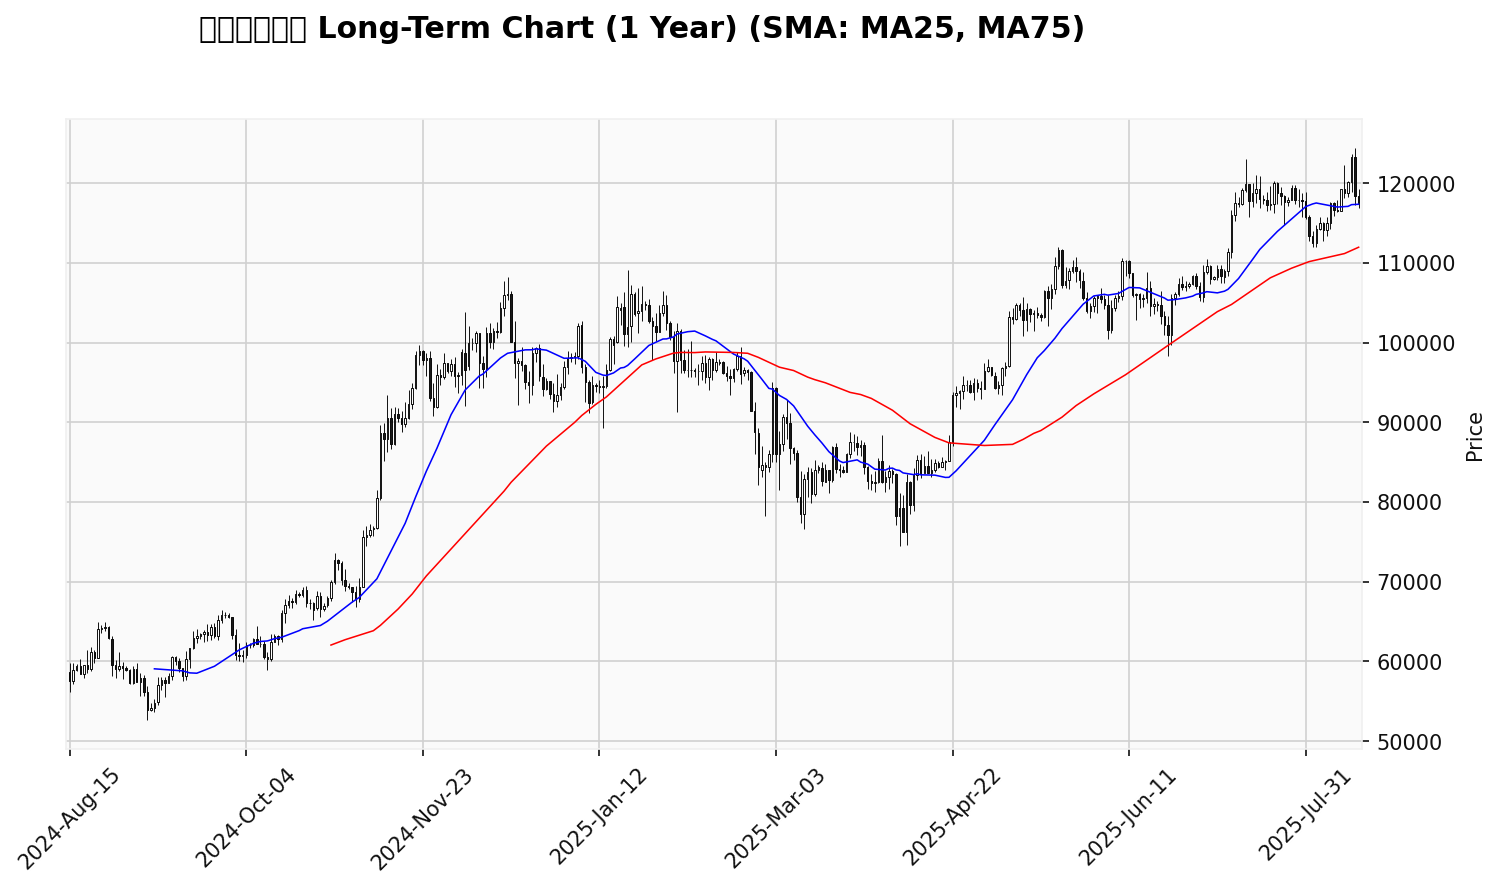 Long-Term Chart (1 Year) (SMA: MA25, MA75)
120000
110000
100000
90000
80000
70000
60000
50000
Price
2024-Aug-15
2024-Oct-04
2024-Nov-23
2025-Jan-12
2025-Mar-03
2025-Apr-22
2025-Jun-11
2025-Jul-31